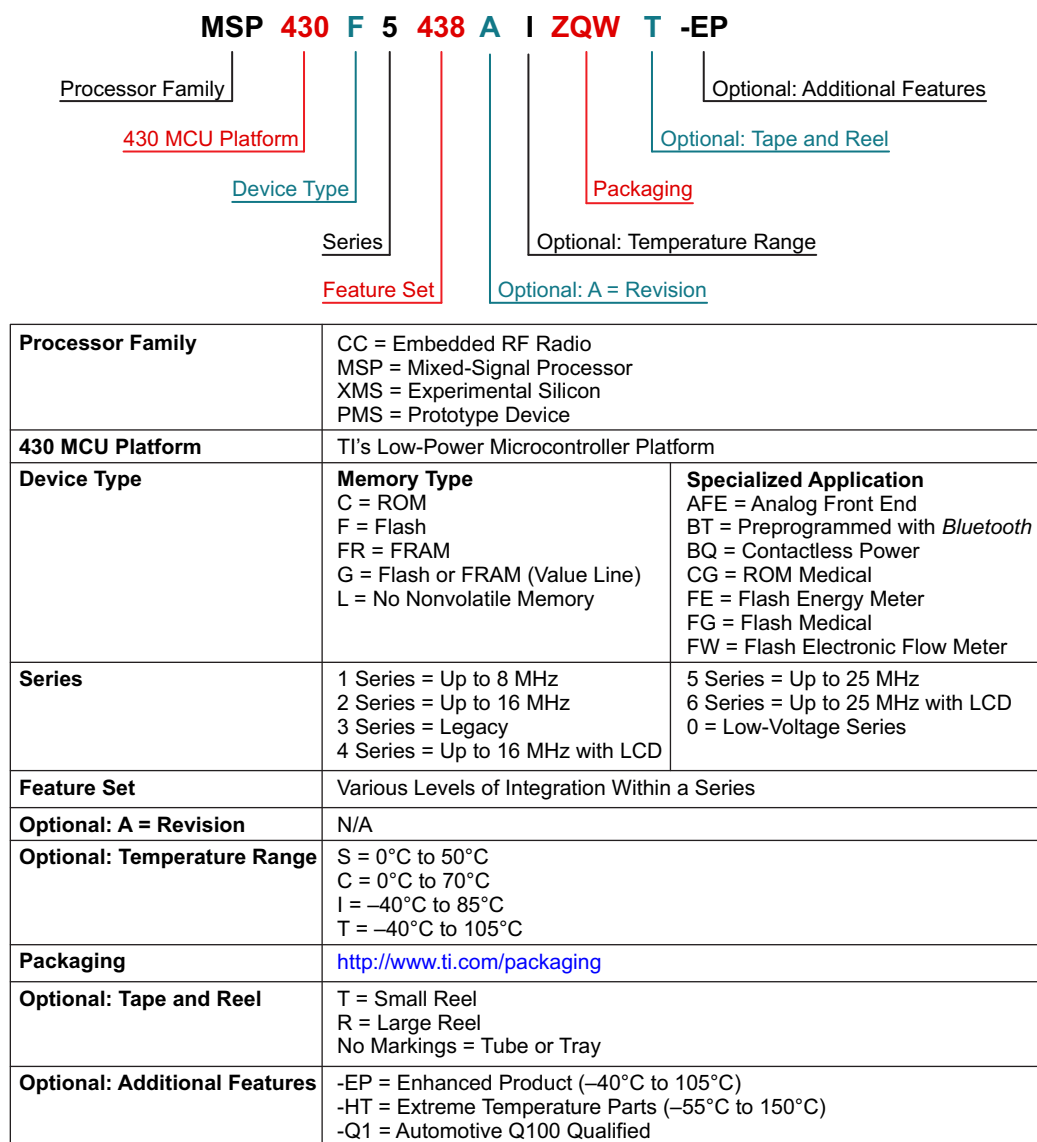 MSP 430 F 5 438 A I ZQW T -EP
Processor Family
Optional: Additional Features
430 MCU Platform
Optional: Tape and Reel
Device Type
Packaging
Series
Optional: Temperature Range
Feature Set
Optional: A = Revision
Processor Family
CC = Embedded RF Radio
MSP = Mixed-Signal Processor
XMS = Experimental Silicon
PMS = Prototype Device
430 MCU Platform
TI's Low-Power Microcontroller Platform
Device Type
Memory Type
C = ROM
F = Flash
FR = FRAM
G = Flash or FRAM (Value Line)
L = No Nonvolatile Memory
Specialized Application
AFE = Analog Front End
BT = Preprogrammed with Bluetooth
BQ = Contactless Power
CG = ROM Medical
FE = Flash Energy Meter
FG = Flash Medical
FW = Flash Electronic Flow Meter
Series
1 Series = Up to 8 MHz
2 Series = Up to 16 MHz
3 Series = Legacy
4 Series = Up to 16 MHz with LCD
5 Series = Up to 25 MHz
6 Series = Up to 25 MHz with LCD
0 = Low-Voltage Series
Feature Set
Various Levels of Integration Within a Series
Optional: A = Revision
N/A
Optional: Temperature Range
S = 0°C to 50°C
C = 0°C to 70°C
I = –40°C to 85°C
T = –40°C to 105°C
Packaging
http://www.ti.com/packaging
Optional: Tape and Reel
T = Small Reel
R = Large Reel
No Markings = Tube or Tray
Optional: Additional Features
-EP = Enhanced Product (–40°C to 105°C)
-HT = Extreme Temperature Parts (–55°C to 150°C)
-Q1 = Automotive Q100 Qualified